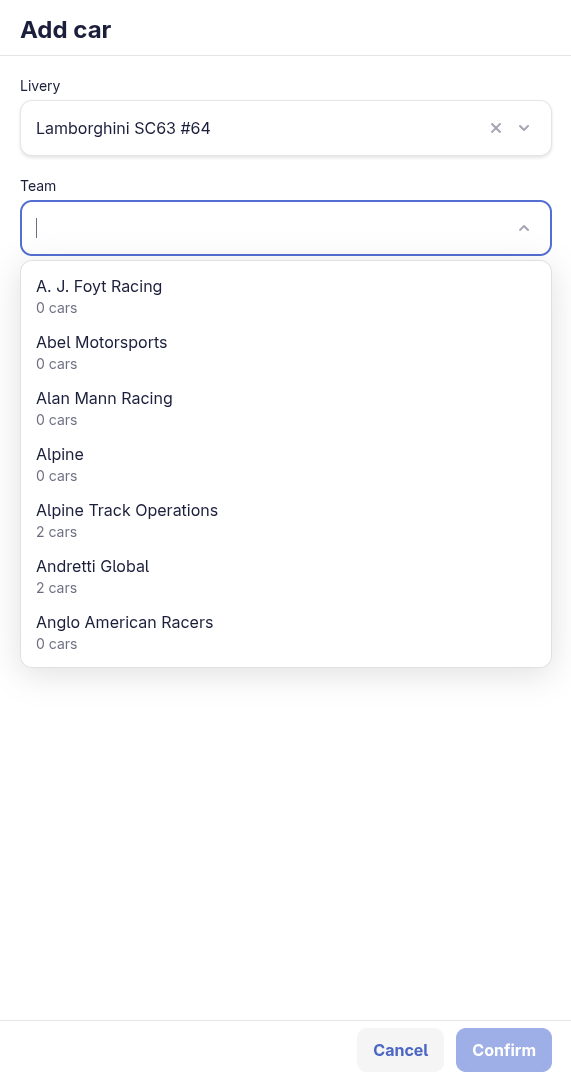 Add car
Livery
Lamborghini SC63 #64
Team
A. J. Foyt Racing
0 cars
Abel Motorsports
0 cars
Alan Mann Racing
0 cars
Alpine
0 cars
Alpine Track Operations
2 cars
Andretti Global
2 cars
Anglo American Racers
0 cars
Cancel
Confirm